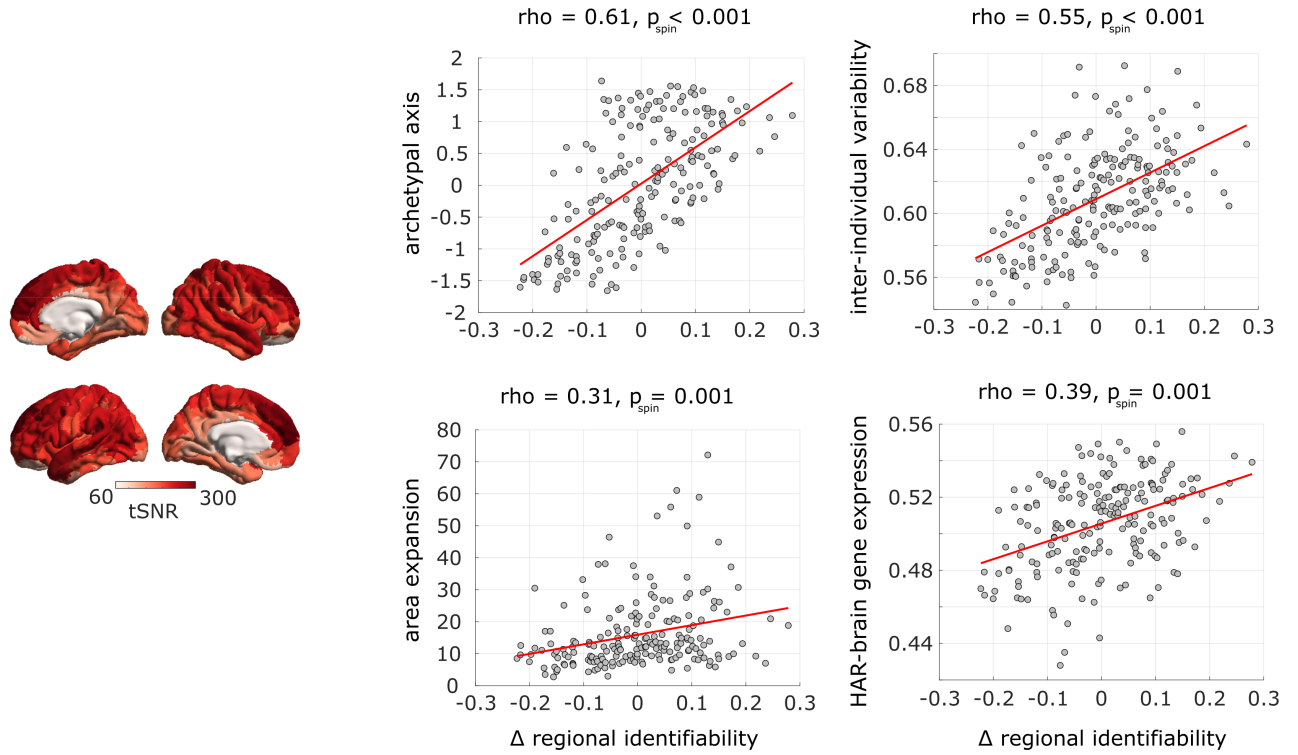 rho = 0.61, p spin < 0.001
archetypal axis
2
1.5
1
0.5
0
-0.5
-1
-1.5
-2
-0.3 -0.2 -0.1 0 0.1 0.2 0.3
rho = 0.55, p spin < 0.001
inter-individual variability
0.68
0.64
0.60
0.56
-0.3 -0.2 -0.1 0 0.1 0.2 0.3
60 300
tSNR
rho = 0.31, p spin = 0.001
area expansion
80
70
60
50
40
30
20
10
0
-0.3 -0.2 -0.1 0 0.1 0.2 0.3
Δ regional identifiability
rho = 0.39, p spin = 0.001
HAR-brain gene expression
0.56
0.52
0.48
0.44
-0.3 -0.2 -0.1 0 0.1 0.2 0.3
Δ regional identifiability